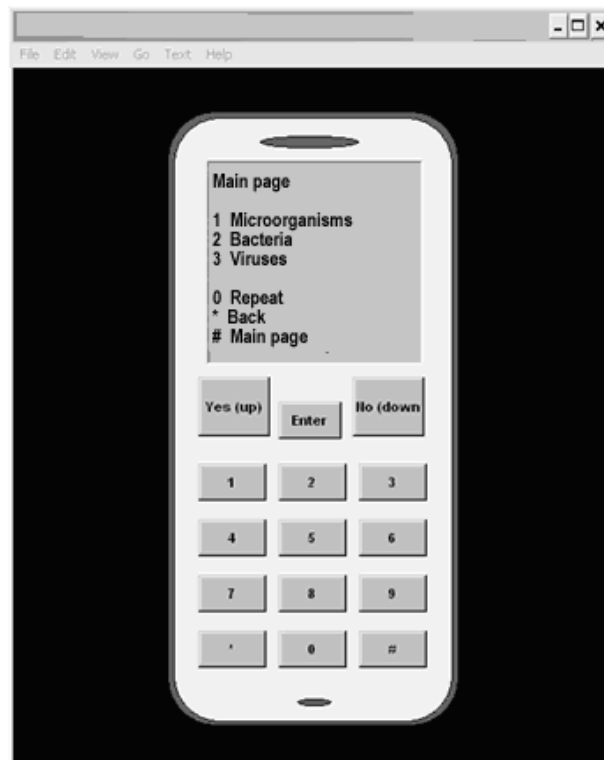 File Edit View Go Text Help
Main page
1 Microorganisms
2 Bacteria
3 Viruses
0 Repeat
* Back
# Main page
Yes (up) Enter No (down
1 2 3
4 5 6
7 8 9
* 0 #